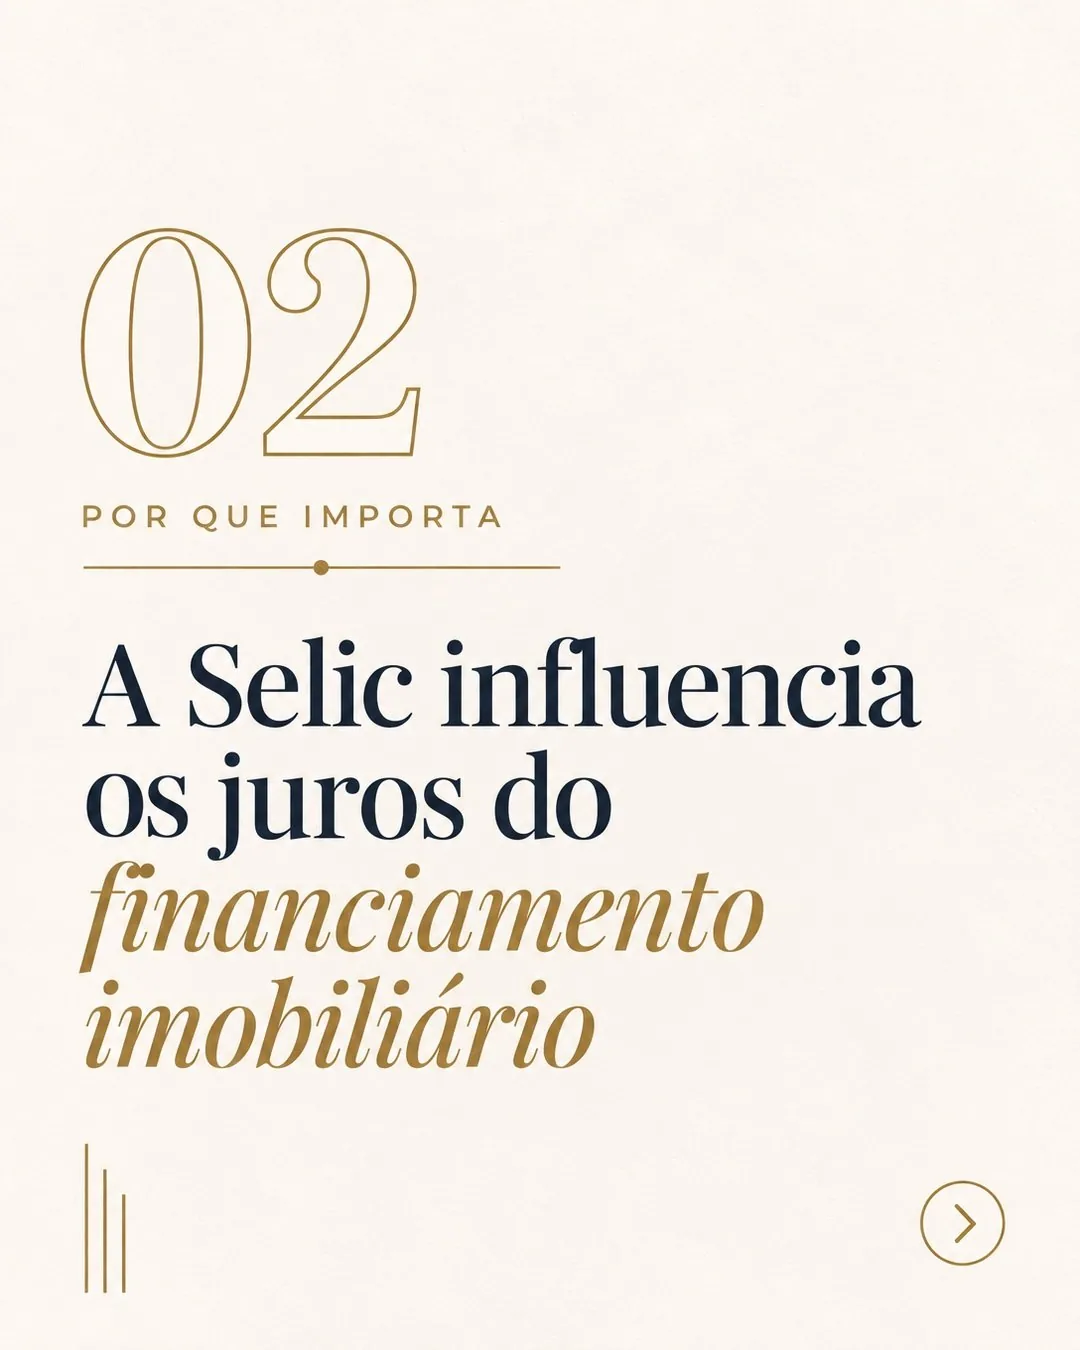 02
POR QUE IMPORTA
A Selic influencia
os juros do
financiamento
imobiliário